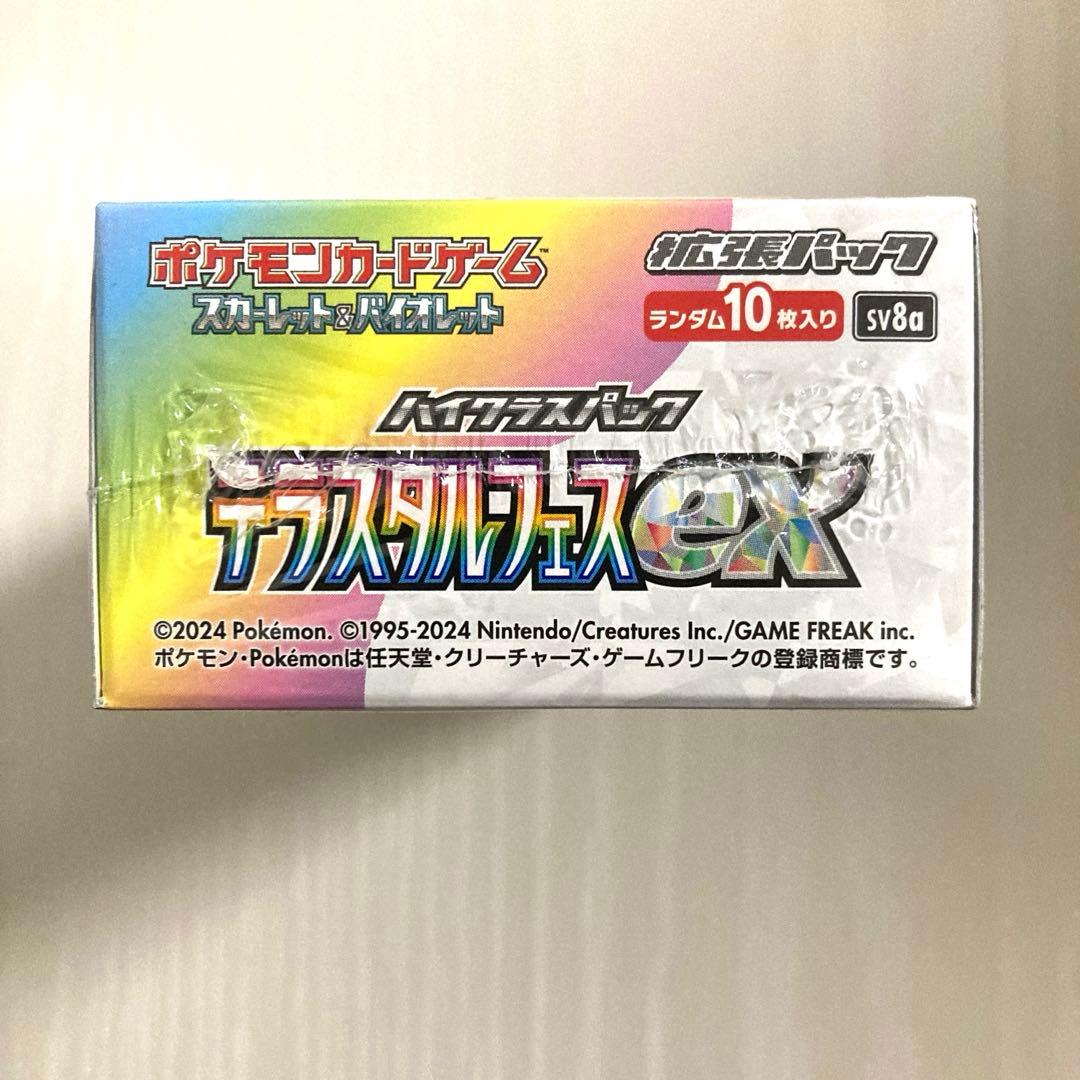 ポケモンカードゲーム™
スカーレット&バイオレット
拡張パック
ランダム10枚入り
SV8a
ハイクラスパック
テラスタルフェスex
©2024 Pokémon. ©1995-2024 Nintendo/Creatures Inc./GAME FREAK inc.
ポケモン・Pokémonは任天堂・クリーチャーズ・ゲームフリークの登録商標です。